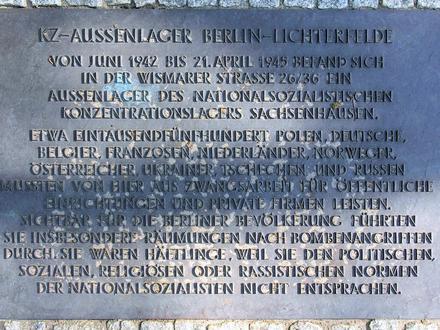 KZ-AUSSENLAGER BERLIN-LICHTERFELDE
VON JUNI 1942 BIS 21. APRIL 1945 BEFAND SICH
IN DER WISMARER STRASSE 26/36 EIN
AUSSENLAGER DES NATIONALSOZIALISTISCHEN
KONZENTRATIONSLAGERS SACHSENHAUSEN.
ETWA EINTAUSENDFÜNFHUNDERT POLEN, DEUTSCHE,
BELGIER, FRANZOSEN, NIEDERLÄNDER, NORWEGER,
ÖSTERREICHER, UKRAINER, TSCHECHEN UND RUSSEN
MUSSTEN VON HIER AUS ZWANGSARBEIT FÜR ÖFFENTLICHE
EINRICHTUNGEN UND PRIVATE FIRMEN LEISTEN.
SICHTBAR FÜR DIE BERLINER BEVÖLKERUNG FÜHRTEN
SIE INSBESONDERE RÄUMUNGEN NACH BOMBENANGRIFFEN
DURCH. SIE WAREN HÄFTLINGE, WEIL SIE DEN POLITISCHEN,
SOZIALEN, RELIGIÖSEN ODER RASSISTISCHEN NORMEN
DER NATIONALSOZIALISTEN NICHT ENTSPRACHEN.